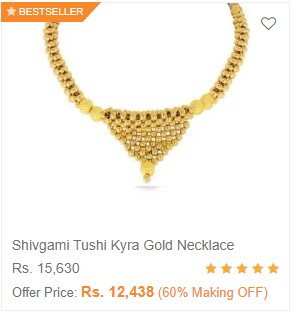 BESTSELLER
Shivgami Tushi Kyra Gold Necklace
Rs. 15,630
Offer Price: Rs. 12,438 (60% Making OFF)